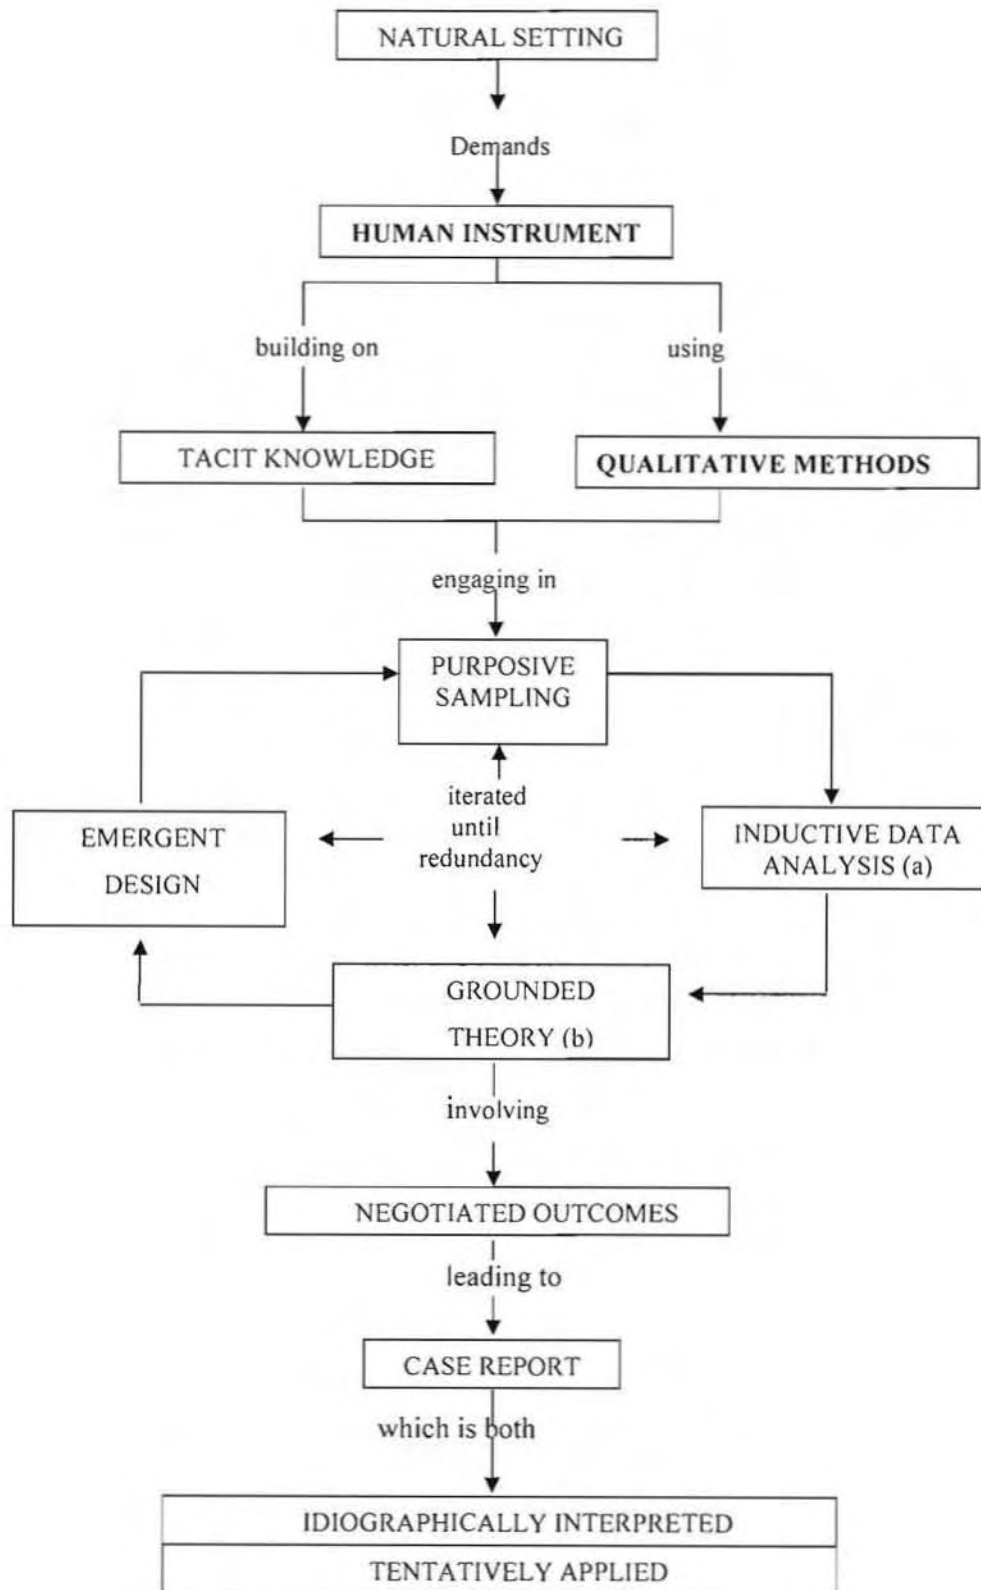 NATURAL SETTING
Demands
HUMAN INSTRUMENT
building on
using
TACIT KNOWLEDGE
QUALITATIVE METHODS
engaging in
PURPOSIVE
SAMPLING
iterated
until
redundancy
EMERGENT
DESIGN
INDUCTIVE DATA
ANALYSIS (a)
GROUNDED
THEORY (b)
involving
NEGOTIATED OUTCOMES
leading to
CASE REPORT
which is both
IDIOGRAPHICALLY INTERPRETED
TENTATIVELY APPLIED